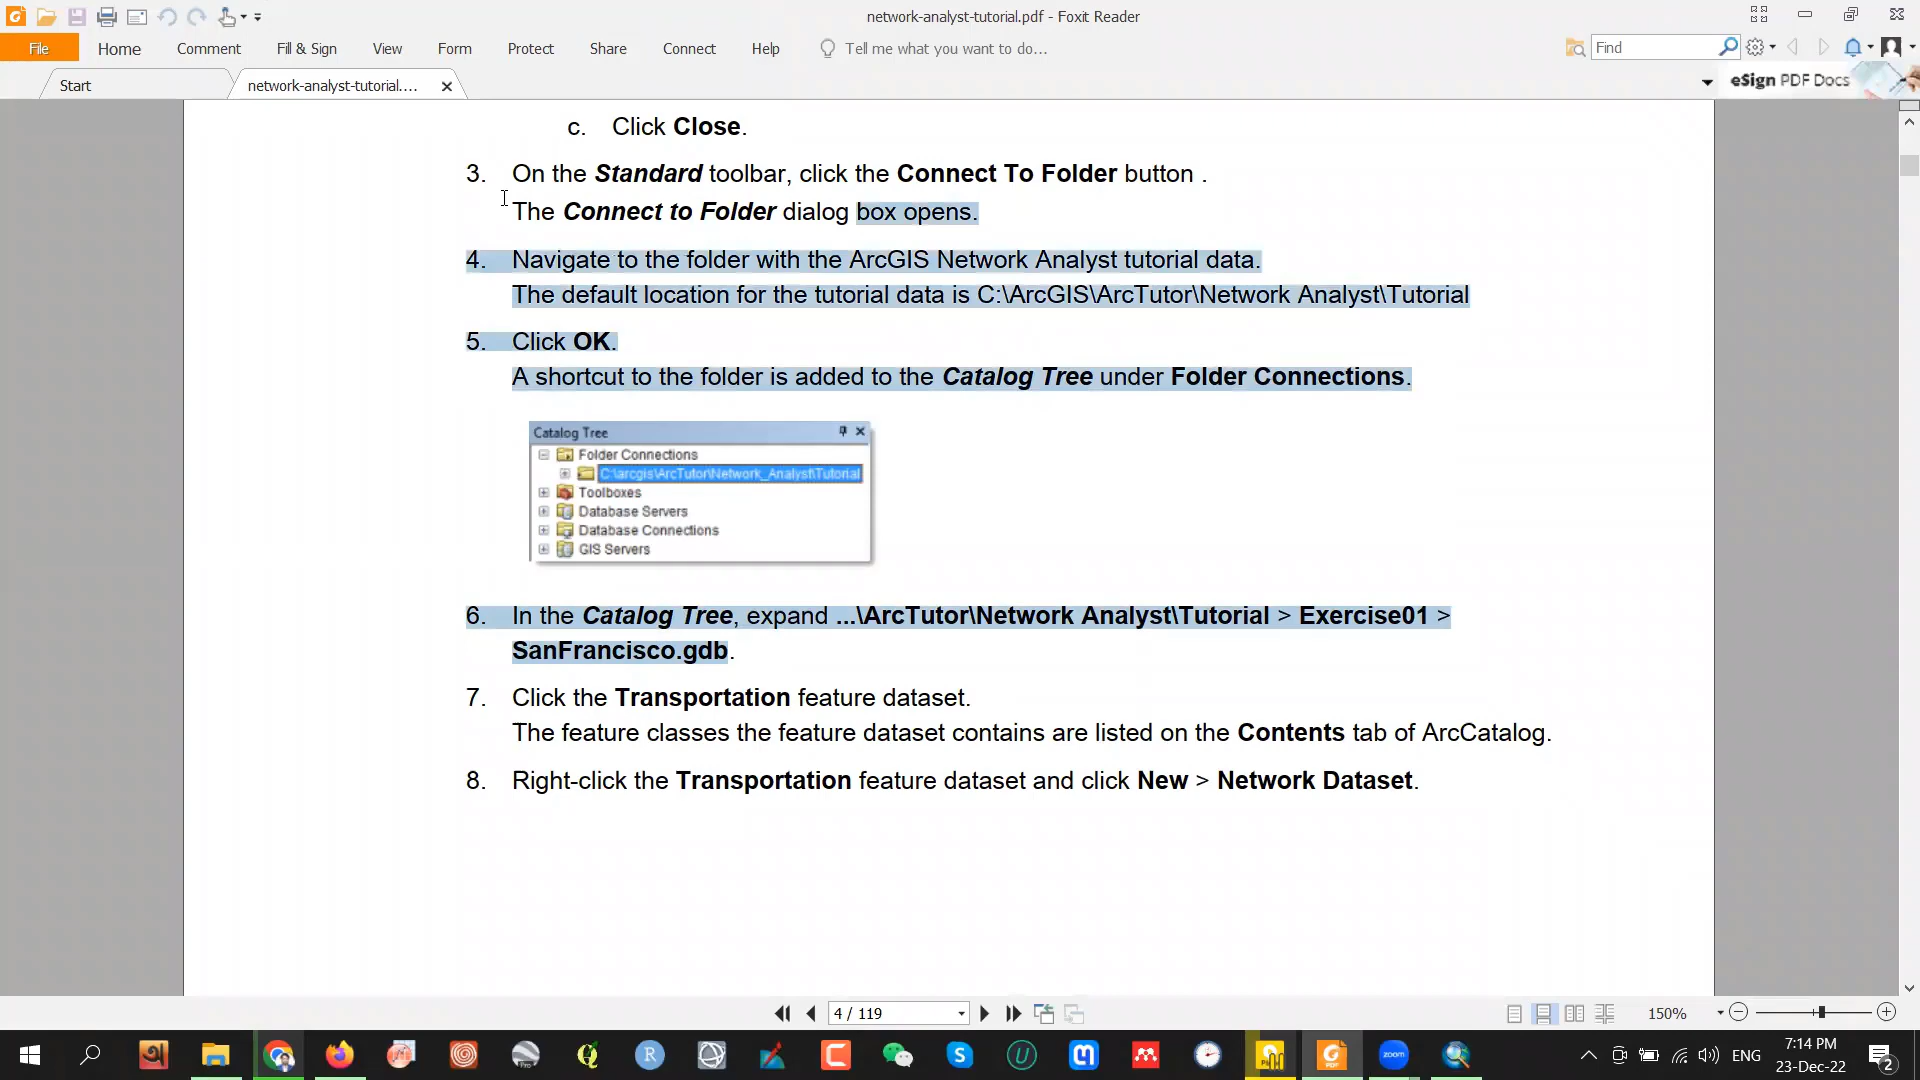 network-analyst-tutorial.pdf - Foxit Reader
File Home Comment Fill & Sign View Form Protect Share Connect Help Tell me what you want to do... Find
Start network-analyst-tutorial.... eSign PDF Docs
c. Click Close.
3. On the Standard toolbar, click the Connect To Folder button .
The Connect to Folder dialog box opens.
4. Navigate to the folder with the ArcGIS Network Analyst tutorial data.
The default location for the tutorial data is C:\ArcGIS\ArcTutor\Network Analyst\Tutorial
5. Click OK.
A shortcut to the folder is added to the Catalog Tree under Folder Connections.
Catalog Tree
Folder Connections
C:\arcgis\ArcTutor\Network_Analyst\Tutorial
Toolboxes
Database Servers
Database Connections
GIS Servers
6. In the Catalog Tree, expand ...\ArcTutor\Network Analyst\Tutorial > Exercise01 >
SanFrancisco.gdb.
7. Click the Transportation feature dataset.
The feature classes the feature dataset contains are listed on the Contents tab of ArcCatalog.
8. Right-click the Transportation feature dataset and click New > Network Dataset.
4 / 119 150%
ENG 7:14 PM
23-Dec-22 2